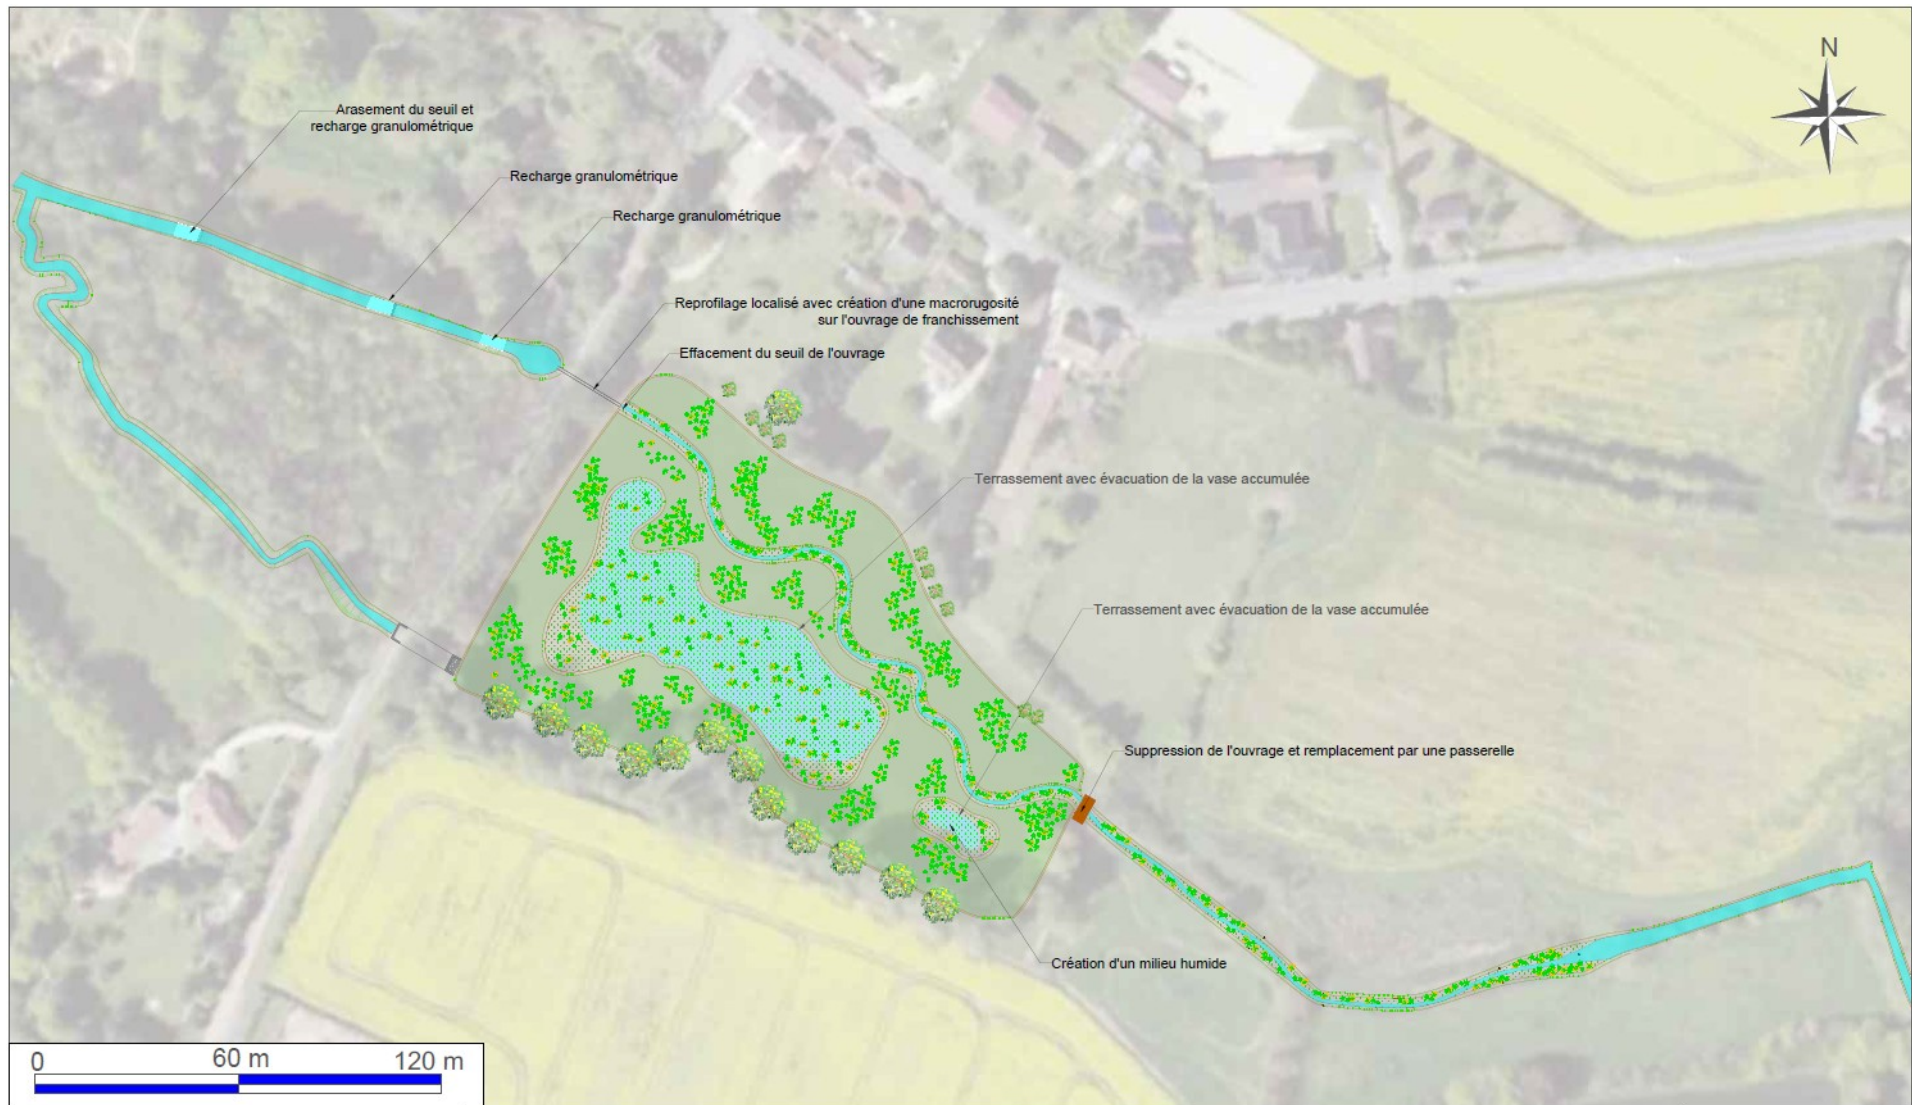 N
Arasement du seuil et
recharge granulométrique
Recharge granulométrique
Recharge granulométrique
Reprofilage localisé avec création d'une macrorugosité
sur l'ouvrage de franchissement
Effacement du seuil de l'ouvrage
Terrassement avec évacuation de la vase accumulée
Terrassement avec évacuation de la vase accumulée
Suppression de l'ouvrage et remplacement par une passerelle
Création d'un milieu humide
0 60 m 120 m